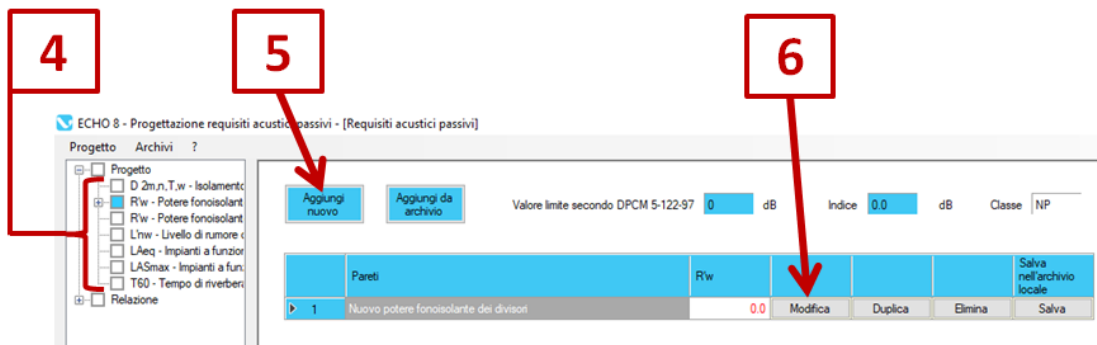 4
5
6
ECHO 8 - Progettazione requisiti acustici passivi - [Requisiti acustici passivi]
Progetto Archivi ?
Progetto
D 2m,n,T,w - Isolamento
R'w - Potere fonoisolant
R'w - Potere fonoisolant
L'nw - Livello di rumore
LAeq - Impianti a funzior
LASmax - Impianti a fun
T60 - Tempo di riverbera
Relazione
Aggiungi
nuovo
Aggiungi da
archivio
Valore limite secondo DPCM 5-122-97 0 dB Indice 0.0 dB Classe NP
Pareti R'w Salva
nell'archivio
locale
1 Nuovo potere fonoisolante dei divisori 0.0 Modifica Duplica Elimina Salva